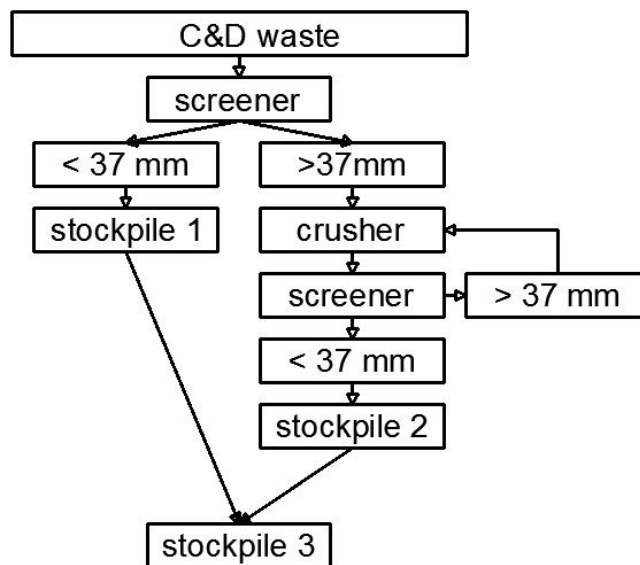 C&D waste
screener
< 37 mm
>37mm
stockpile 1
crusher
screener
> 37 mm
< 37 mm
stockpile 2
stockpile 3